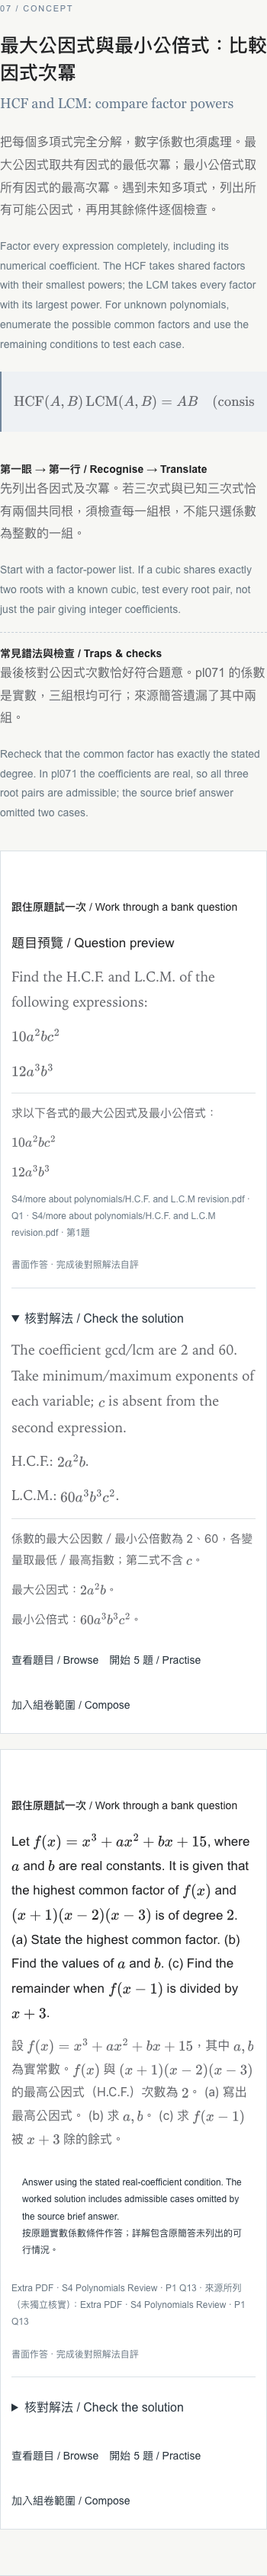 07 / CONCEPT
最大公因式與最小公倍式：比較
因式次冪
HCF and LCM: compare factor powers
把每個多項式完全分解，數字係數也須處理。最
大公因式取共有因式的最低次冪；最小公倍式取
所有因式的最高次冪。遇到未知多項式，列出所
有可能公因式，再用其餘條件逐個檢查。
Factor every expression completely, including its
numerical coefficient. The HCF takes shared factors
with their smallest powers; the LCM takes every factor
with its largest power. For unknown polynomials,
enumerate the possible common factors and use the
remaining conditions to test each case.
HCF(A, B) LCM(A, B) = AB (consis
第一眼 → 第一行 / Recognise → Translate
先列出各因式及次冪。若三次式與已知三次式恰
有兩個共同根，須檢查每一組根，不能只選係數
為整數的一組。
Start with a factor-power list. If a cubic shares exactly
two roots with a known cubic, test every root pair, not
just the pair giving integer coefficients.
常見錯法與檢查 / Traps & checks
最後核對公因式次數恰好符合題意。pl071 的係數
是實數，三組根均可行；來源簡答遺漏了其中兩
組。
Recheck that the common factor has exactly the stated
degree. In pl071 the coefficients are real, so all three
root pairs are admissible; the source brief answer
omitted two cases.
跟住原題試一次 / Work through a bank question
題目預覽 / Question preview
Find the H.C.F. and L.C.M. of the
following expressions:
10a²bc²
12a³b³
求以下各式的最大公因式及最小公倍式：
10a²bc²
12a³b³
S4/more about polynomials/H.C.F. and L.C.M revision.pdf ·
Q1 · S4/more about polynomials/H.C.F. and L.C.M
revision.pdf · 第1題
書面作答 · 完成後對照解法自評
▼ 核對解法 / Check the solution
The coefficient gcd/lcm are 2 and 60.
Take minimum/maximum exponents of
each variable; c is absent from the
second expression.
H.C.F.: 2a²b.
L.C.M.: 60a³b³c².
係數的最大公因數 / 最小公倍數為 2、60，各變
量取最低 / 最高指數；第二式不含 c。
最大公因式：2a²b。
最小公倍式：60a³b³c²。
查看題目 / Browse 開始 5 題 / Practise
加入組卷範圍 / Compose
跟住原題試一次 / Work through a bank question
Let f(x) = x³ + ax² + bx + 15, where
a and b are real constants. It is given that
the highest common factor of f(x) and
(x + 1)(x − 2)(x − 3) is of degree 2.
(a) State the highest common factor. (b)
Find the values of a and b. (c) Find the
remainder when f(x − 1) is divided by
x + 3.
設 f(x) = x³ + ax² + bx + 15，其中 a, b
為實常數。f(x) 與 (x + 1)(x − 2)(x − 3)
的最高公因式（H.C.F.）次數為 2。 (a) 寫出
最高公因式。 (b) 求 a, b。 (c) 求 f(x − 1)
被 x + 3 除的餘式。
Answer using the stated real-coefficient condition. The
worked solution includes admissible cases omitted by
the source brief answer.
按原題實數係數條件作答；詳解包含原簡答未列出的可
行情況。
Extra PDF · S4 Polynomials Review · P1 Q13 · 來源所列
（未獨立核實）：Extra PDF · S4 Polynomials Review · P1
Q13
書面作答 · 完成後對照解法自評
▶ 核對解法 / Check the solution
查看題目 / Browse 開始 5 題 / Practise
加入組卷範圍 / Compose